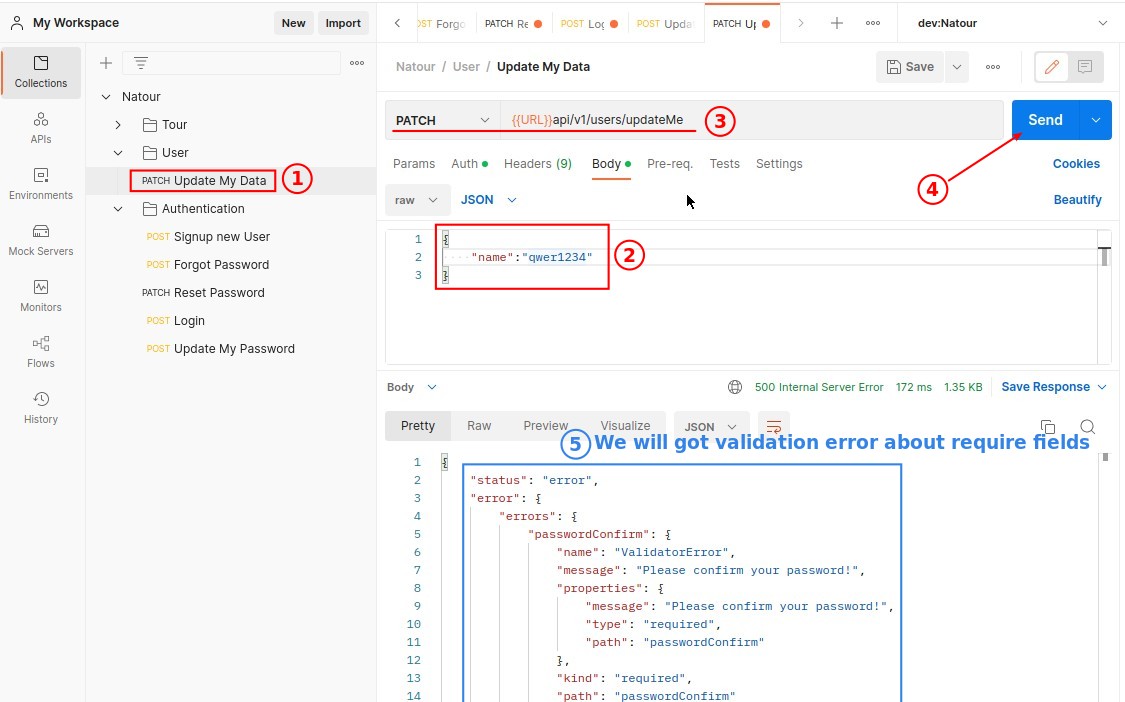 My Workspace
New
Import
OST Forgo
PATCH Re
POST Log
POST Upda
PATCH Up
dev:Natour
Collections
APIs
Environments
Mock Servers
Monitors
Flows
History
Natour
Tour
User
PATCH Update My Data
1
Authentication
POST Signup new User
POST Forgot Password
PATCH Reset Password
POST Login
POST Update My Password
Natour / User / Update My Data
Save
PATCH
{{URL}}api/v1/users/updateMe
3
Send
Params
Auth
Headers (9)
Body
Pre-req.
Tests
Settings
Cookies
4
raw
JSON
Beautify
1 {
2 "name":"qwer1234"
3 }
2
Body
500 Internal Server Error
172 ms
1.35 KB
Save Response
Pretty
Raw
Preview
Visualize
JSON
5 We will got validation error about require fields
1 {
2 "status": "error",
3 "error": {
4 "errors": {
5 "passwordConfirm": {
6 "name": "ValidatorError",
7 "message": "Please confirm your password!",
8 "properties": {
9 "message": "Please confirm your password!",
10 "type": "required",
11 "path": "passwordConfirm"
12 },
13 "kind": "required",
14 "path": "passwordConfirm"